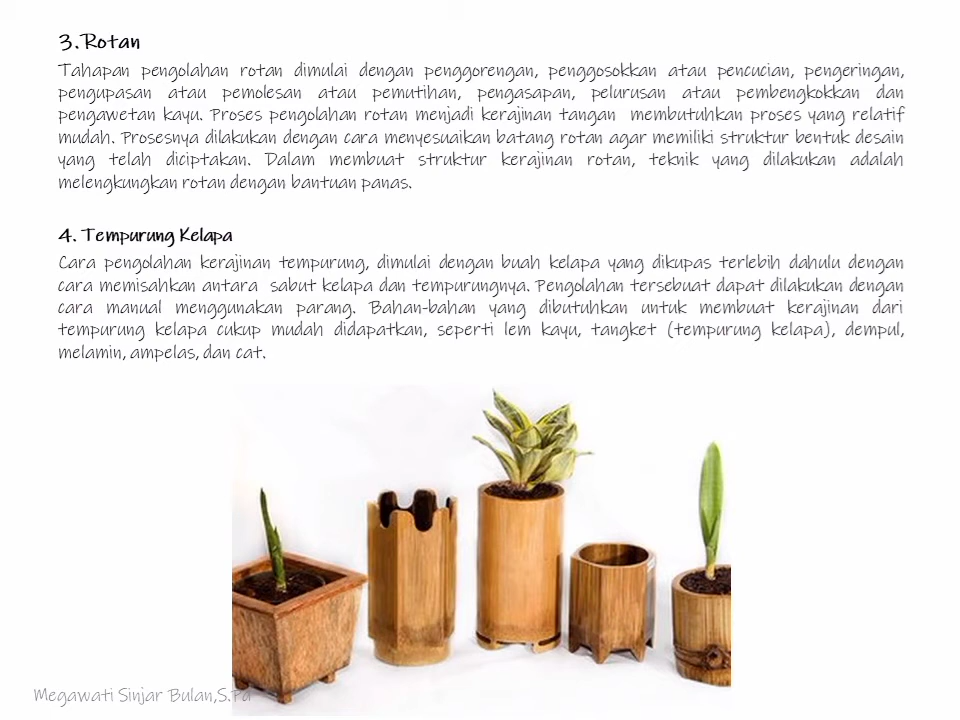 3. Rotan
Tahapan pengolahan rotan dimulai dengan penggorengan, penggosokkan atau pencucian, pengeringan,
pengupasan atau pemolesan atau pemutihan, pengasapan, pelurusan atau pembengkokkan dan
pengawetan kayu. Proses pengolahan rotan menjadi kerajinan tangan membutuhkan proses yang relatif
mudah. Prosesnya dilakukan dengan cara menyesuaikan batang rotan agar memiliki struktur bentuk desain
yang telah diciptakan. Dalam membuat struktur kerajinan rotan, teknik yang dilakukan adalah
melengkungkan rotan dengan bantuan panas.
4. Tempurung Kelapa
Cara pengolahan kerajinan tempurung, dimulai dengan buah kelapa yang dikupas terlebih dahulu dengan
cara memisahkan antara sabut kelapa dan tempurungnya. Pengolahan tersebuat dapat dilakukan dengan
cara manual menggunakan parang. Bahan-bahan yang dibutuhkan untuk membuat kerajinan dari
tempurung kelapa cukup mudah didapatkan, seperti lem kayu, tangket (tempurung kelapa), dempul,
melamin, ampelas, dan cat.
Megawati Sinjar Bulan,S.Pd